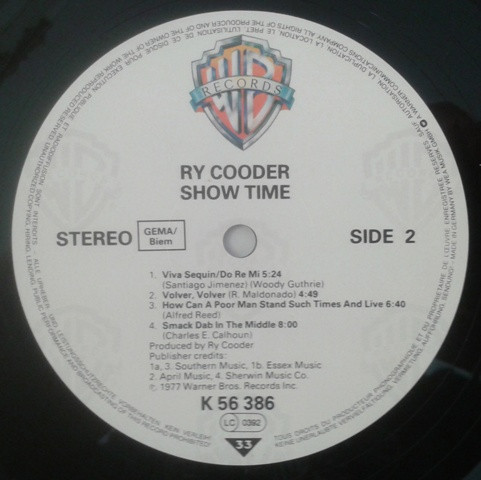 RECORDS
RY COODER
SHOW TIME
STEREO
GEMA/
Biem
SIDE 2
1. Viva Sequin/Do Re Mi 5:24
(Santiago Jimenez) (Woody Guthrie)
2. Volver, Volver (R. Maldonado) 4:49
3. How Can A Poor Man Stand Such Times And Live 6:40
(Alfred Reed)
4. Smack Dab In The Middle 8:00
(Charles E. Calhoun)
Produced by Ry Cooder
Publisher credits:
1a, 3. Southern Music, 1b. Essex Music
2. April Music, 4. Sherwin Music Co.
℗ 1977 Warner Bros. Records Inc.
K 56 386
LC 0392
33